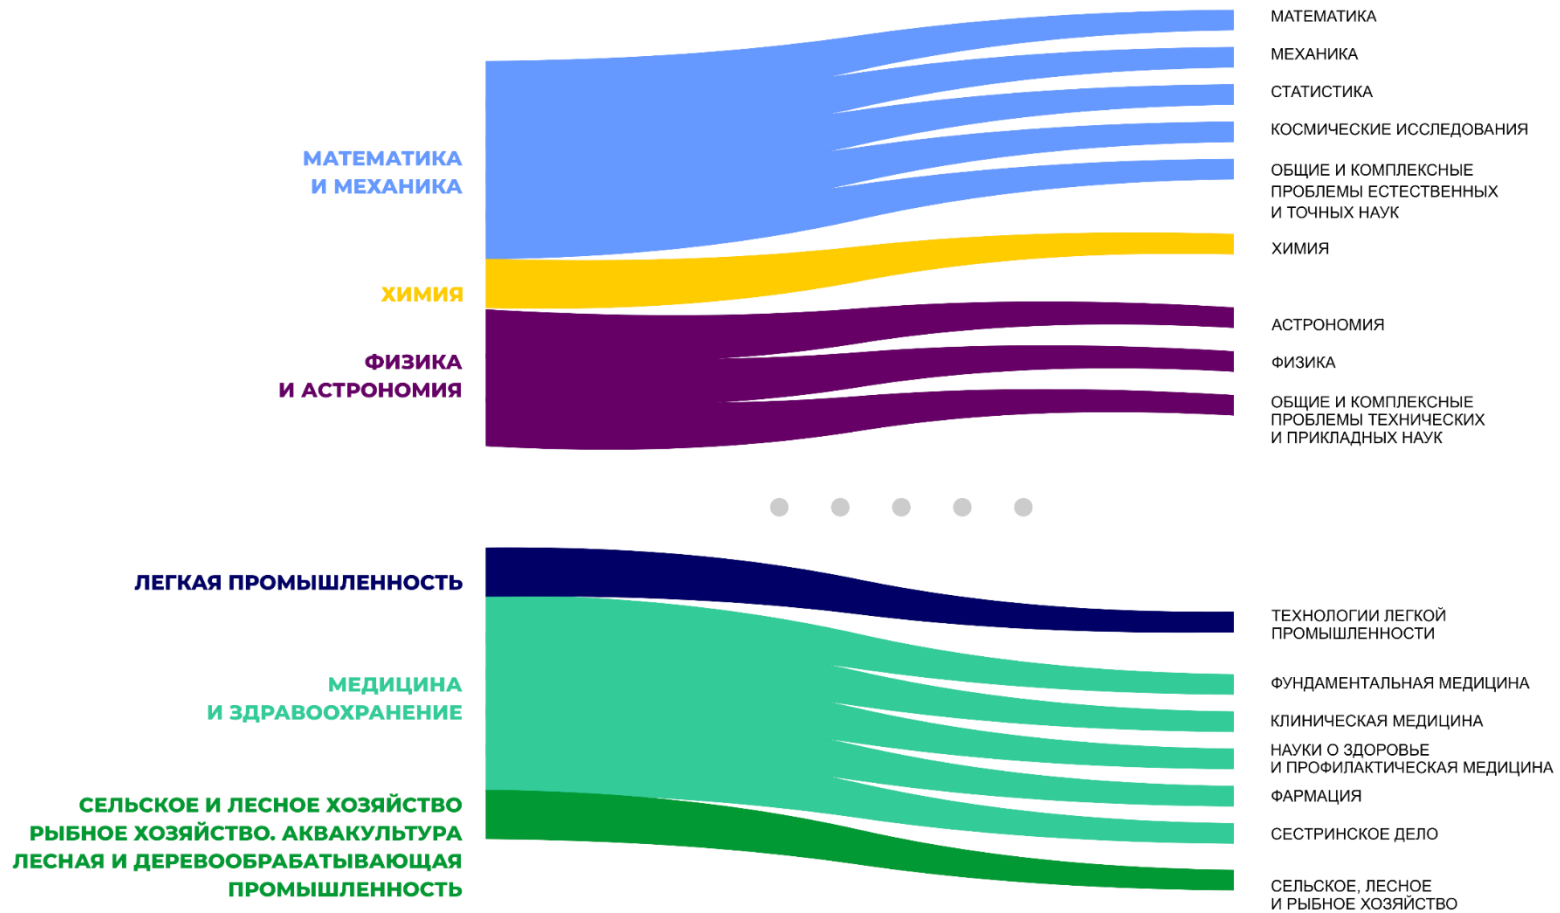 МАТЕМАТИКА
И МЕХАНИКА
МАТЕМАТИКА
МЕХАНИКА
СТАТИСТИКА
КОСМИЧЕСКИЕ ИССЛЕДОВАНИЯ
ОБЩИЕ И КОМПЛЕКСНЫЕ
ПРОБЛЕМЫ ЕСТЕСТВЕННЫХ
И ТОЧНЫХ НАУК
ХИМИЯ
ХИМИЯ
ФИЗИКА
И АСТРОНОМИЯ
АСТРОНОМИЯ
ФИЗИКА
ОБЩИЕ И КОМПЛЕКСНЫЕ
ПРОБЛЕМЫ ТЕХНИЧЕСКИХ
И ПРИКЛАДНЫХ НАУК
ЛЕГКАЯ ПРОМЫШЛЕННОСТЬ
ТЕХНОЛОГИИ ЛЕГКОЙ
ПРОМЫШЛЕННОСТИ
МЕДИЦИНА
И ЗДРАВООХРАНЕНИЕ
ФУНДАМЕНТАЛЬНАЯ МЕДИЦИНА
КЛИНИЧЕСКАЯ МЕДИЦИНА
НАУКИ О ЗДОРОВЬЕ
И ПРОФИЛАКТИЧЕСКАЯ МЕДИЦИНА
ФАРМАЦИЯ
СЕСТРИНСКОЕ ДЕЛО
СЕЛЬСКОЕ И ЛЕСНОЕ ХОЗЯЙСТВО
РЫБНОЕ ХОЗЯЙСТВО. АКВАКУЛЬТУРА
ЛЕСНАЯ И ДЕРЕВООБРАБАТЫВАЮЩАЯ
ПРОМЫШЛЕННОСТЬ
СЕЛЬСКОЕ, ЛЕСНОЕ
И РЫБНОЕ ХОЗЯЙСТВО